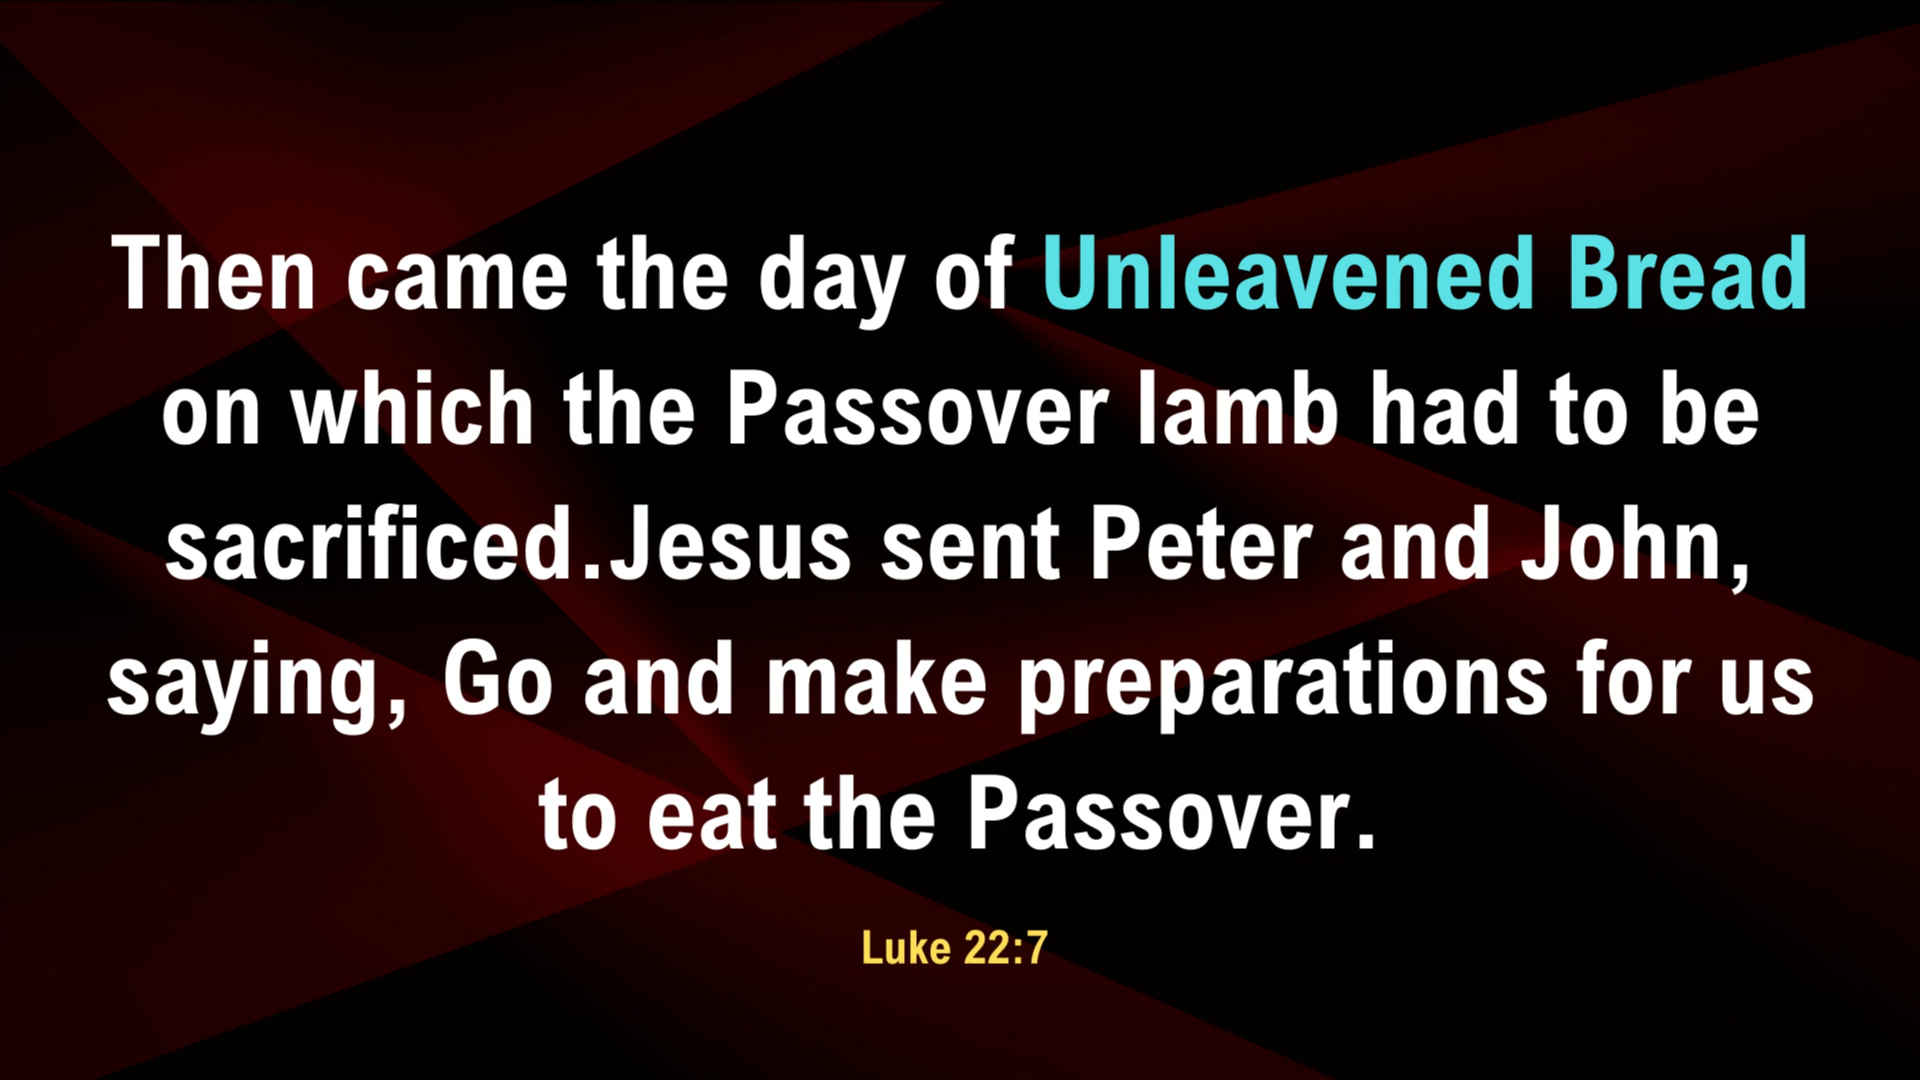 Then came the day of Unleavened Bread
on which the Passover lamb had to be
sacrificed.Jesus sent Peter and John,
saying, Go and make preparations for us
to eat the Passover.
Luke 22:7